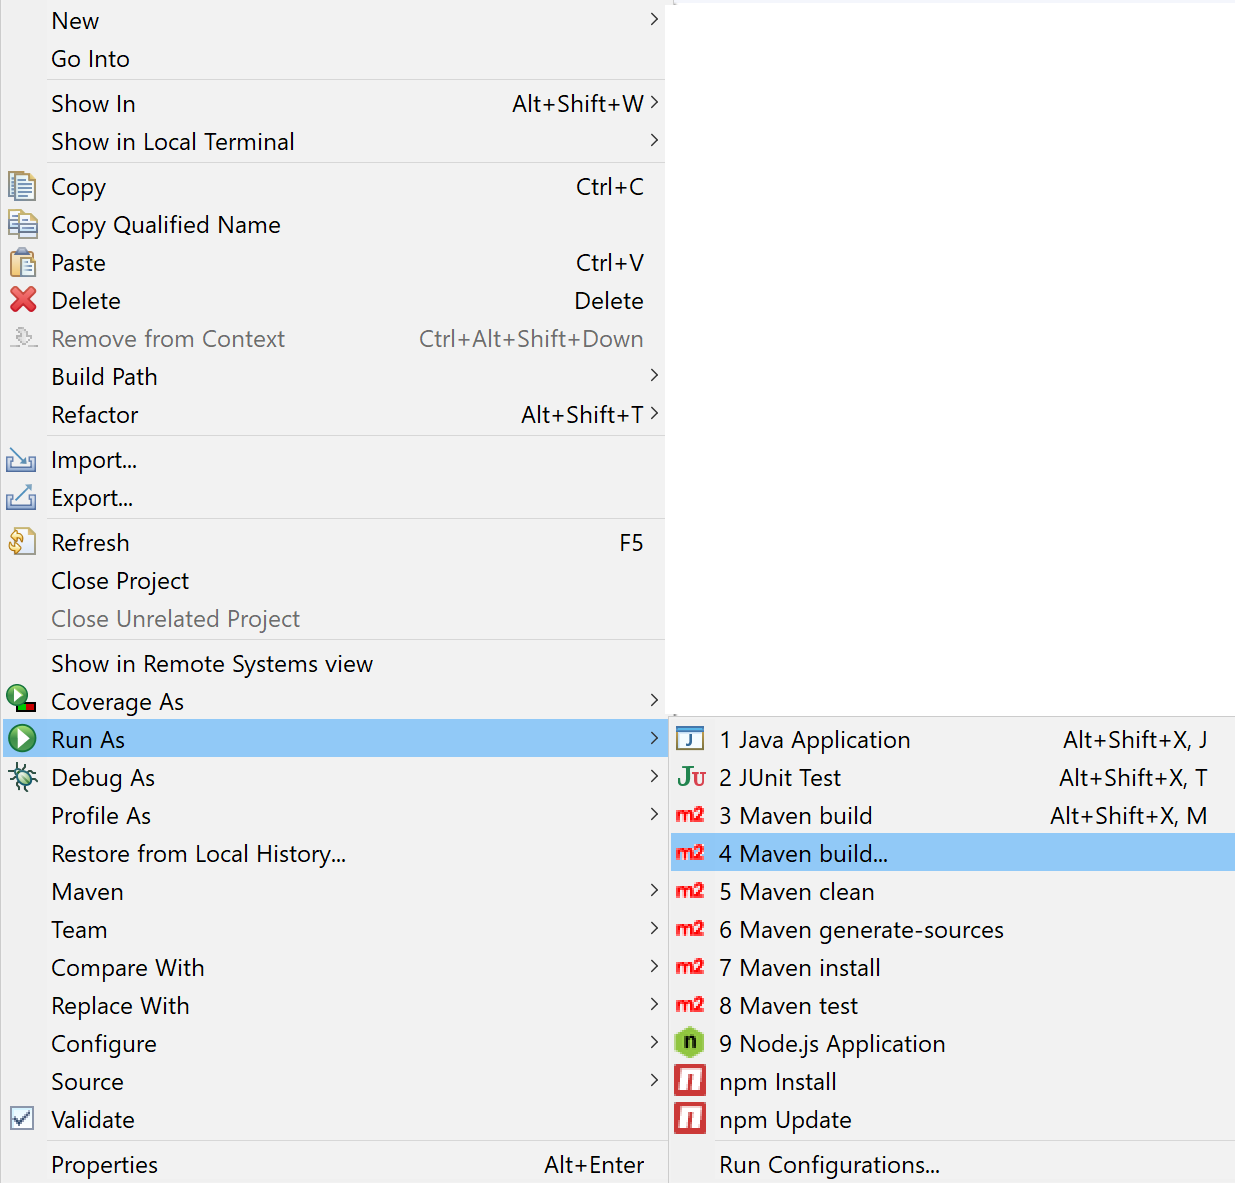 New
Go Into
Show In Alt+Shift+W
Show in Local Terminal
Copy Ctrl+C
Copy Qualified Name
Paste Ctrl+V
Delete Delete
Remove from Context Ctrl+Alt+Shift+Down
Build Path
Refactor Alt+Shift+T
Import...
Export...
Refresh F5
Close Project
Close Unrelated Project
Show in Remote Systems view
Coverage As
Run As
Debug As
Profile As
Restore from Local History...
Maven
Team
Compare With
Replace With
Configure
Source
Validate
Properties Alt+Enter
J 1 Java Application Alt+Shift+X, J
JU 2 JUnit Test Alt+Shift+X, T
m2 3 Maven build Alt+Shift+X, M
m2 4 Maven build...
m2 5 Maven clean
m2 6 Maven generate-sources
m2 7 Maven install
m2 8 Maven test
n 9 Node.js Application
n npm Install
n npm Update
Run Configurations...